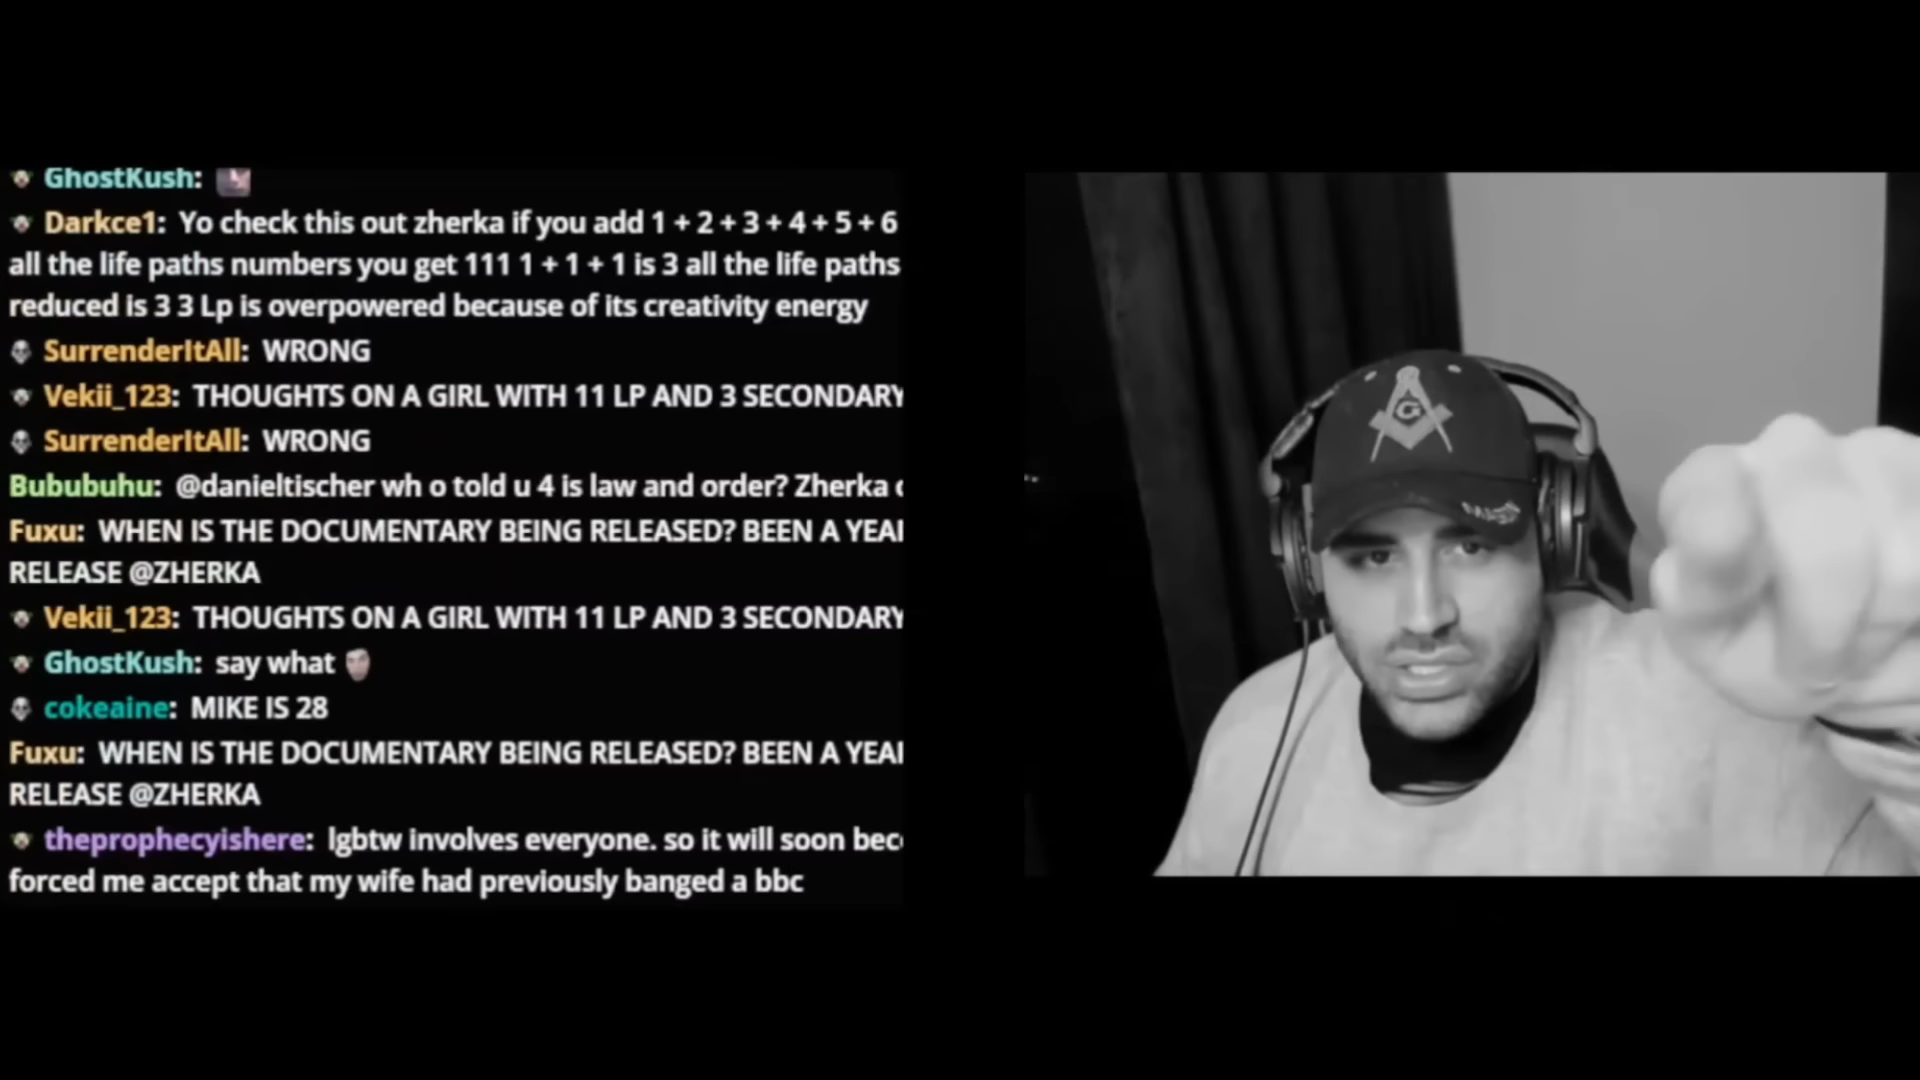 GhostKush:
Darkce1: Yo check this out zherka if you add 1 + 2 + 3 + 4 + 5 + 6
all the life paths numbers you get 111 1 + 1 + 1 is 3 all the life paths
reduced is 3 3 Lp is overpowered because of its creativity energy
SurrenderItAll: WRONG
Vekii_123: THOUGHTS ON A GIRL WITH 11 LP AND 3 SECONDARY
SurrenderItAll: WRONG
Bububuhu: @danieltischer wh o told u 4 is law and order? Zherka
Fuxu: WHEN IS THE DOCUMENTARY BEING RELEASED? BEEN A YEA
RELEASE @ZHERKA
Vekii_123: THOUGHTS ON A GIRL WITH 11 LP AND 3 SECONDARY
GhostKush: say what
cokeaine: MIKE IS 28
Fuxu: WHEN IS THE DOCUMENTARY BEING RELEASED? BEEN A YEA
RELEASE @ZHERKA
theprophecyishere: lgbtw involves everyone. so it will soon bec
forced me accept that my wife had previously banged a bbc
G